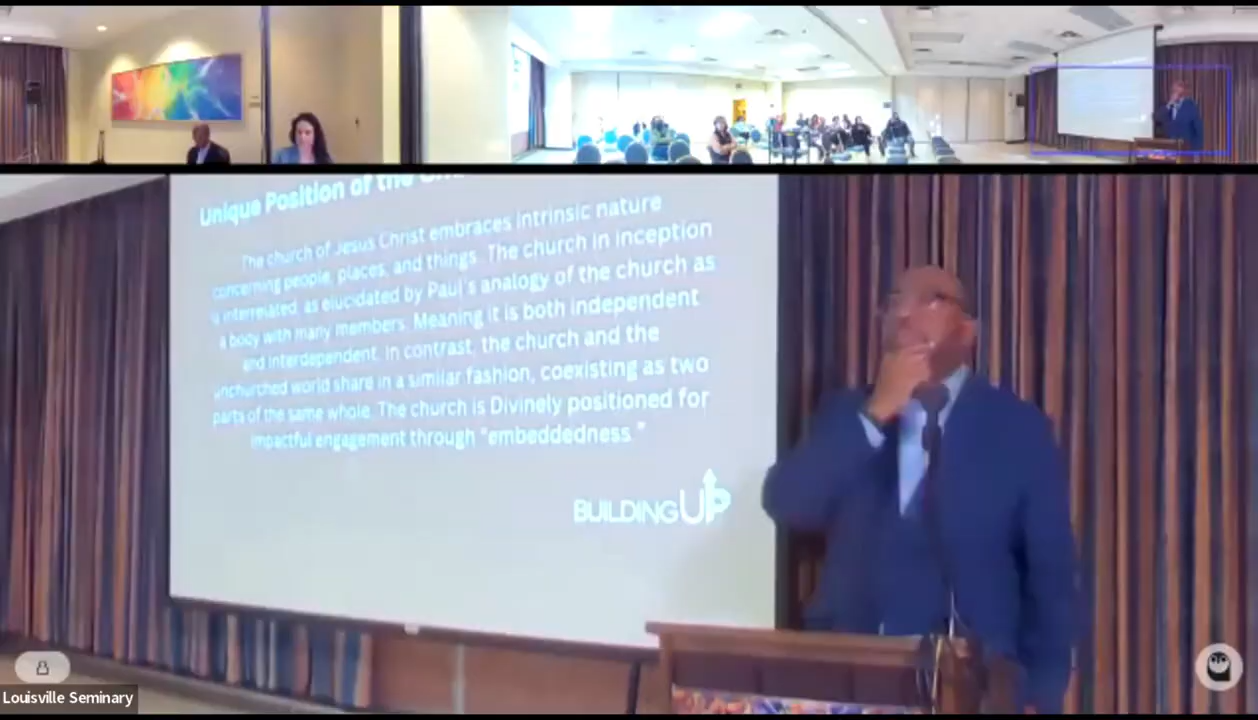 Unique Position of the
The church of Jesus Christ embraces intrinsic nature
concerning people, places, and things. The church in inception
is interrelated, as elucidated by Paul's analogy of the church as
a body with many members. Meaning it is both independent
and interdependent. In contrast, the church and the
unchurched world share in a similar fashion, coexisting as two
parts of the same whole. The church is Divinely positioned for
impactful engagement through "embeddedness."
BUILDING UP
Louisville Seminary